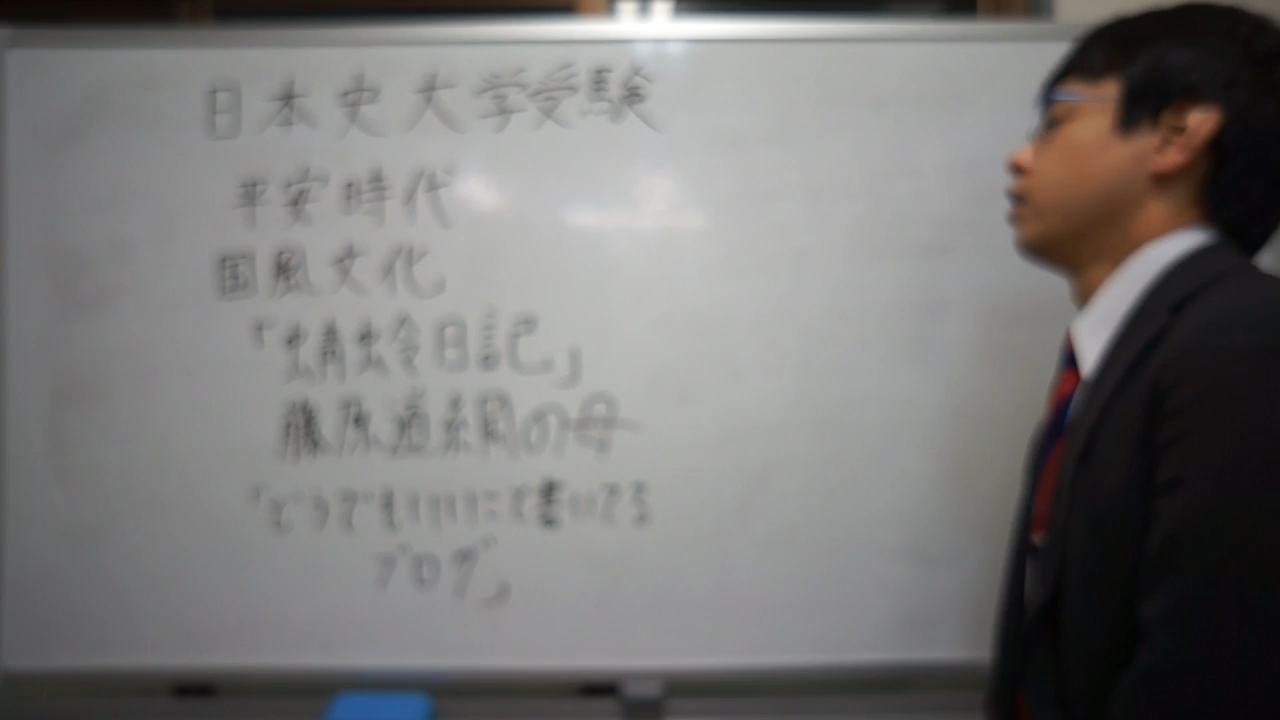 日本史大学受験
平安時代
国風文化
「蜻蛉日記」
藤原道綱の母
「どうでもいいこと書いてる
ブログ」